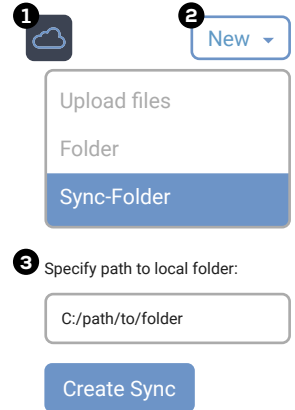 1
2
New
Upload files
Folder
Sync-Folder
3
Specify path to local folder:
C:/path/to/folder
Create Sync